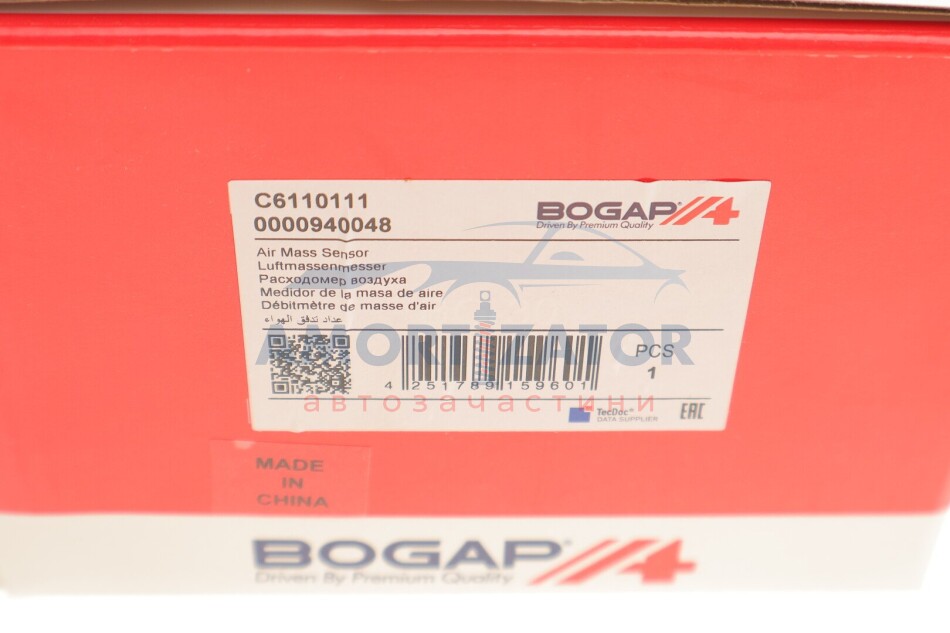 C6110111
0000940048
BOGAP
Driven By Premium Quality
Air Mass Sensor
Luftmassenmesser
Расходомер воздуха
Medidor de la masa de aire
Débitmètre de masse d'air
عداد تدفق الهواء
AMORTIZATOR
PCS
1
4 251789 159601
автозачастини
TecDoc®
DATA SUPPLIER
EAC
MADE
IN
CHINA
BOGAP
Driven By Premium Quality